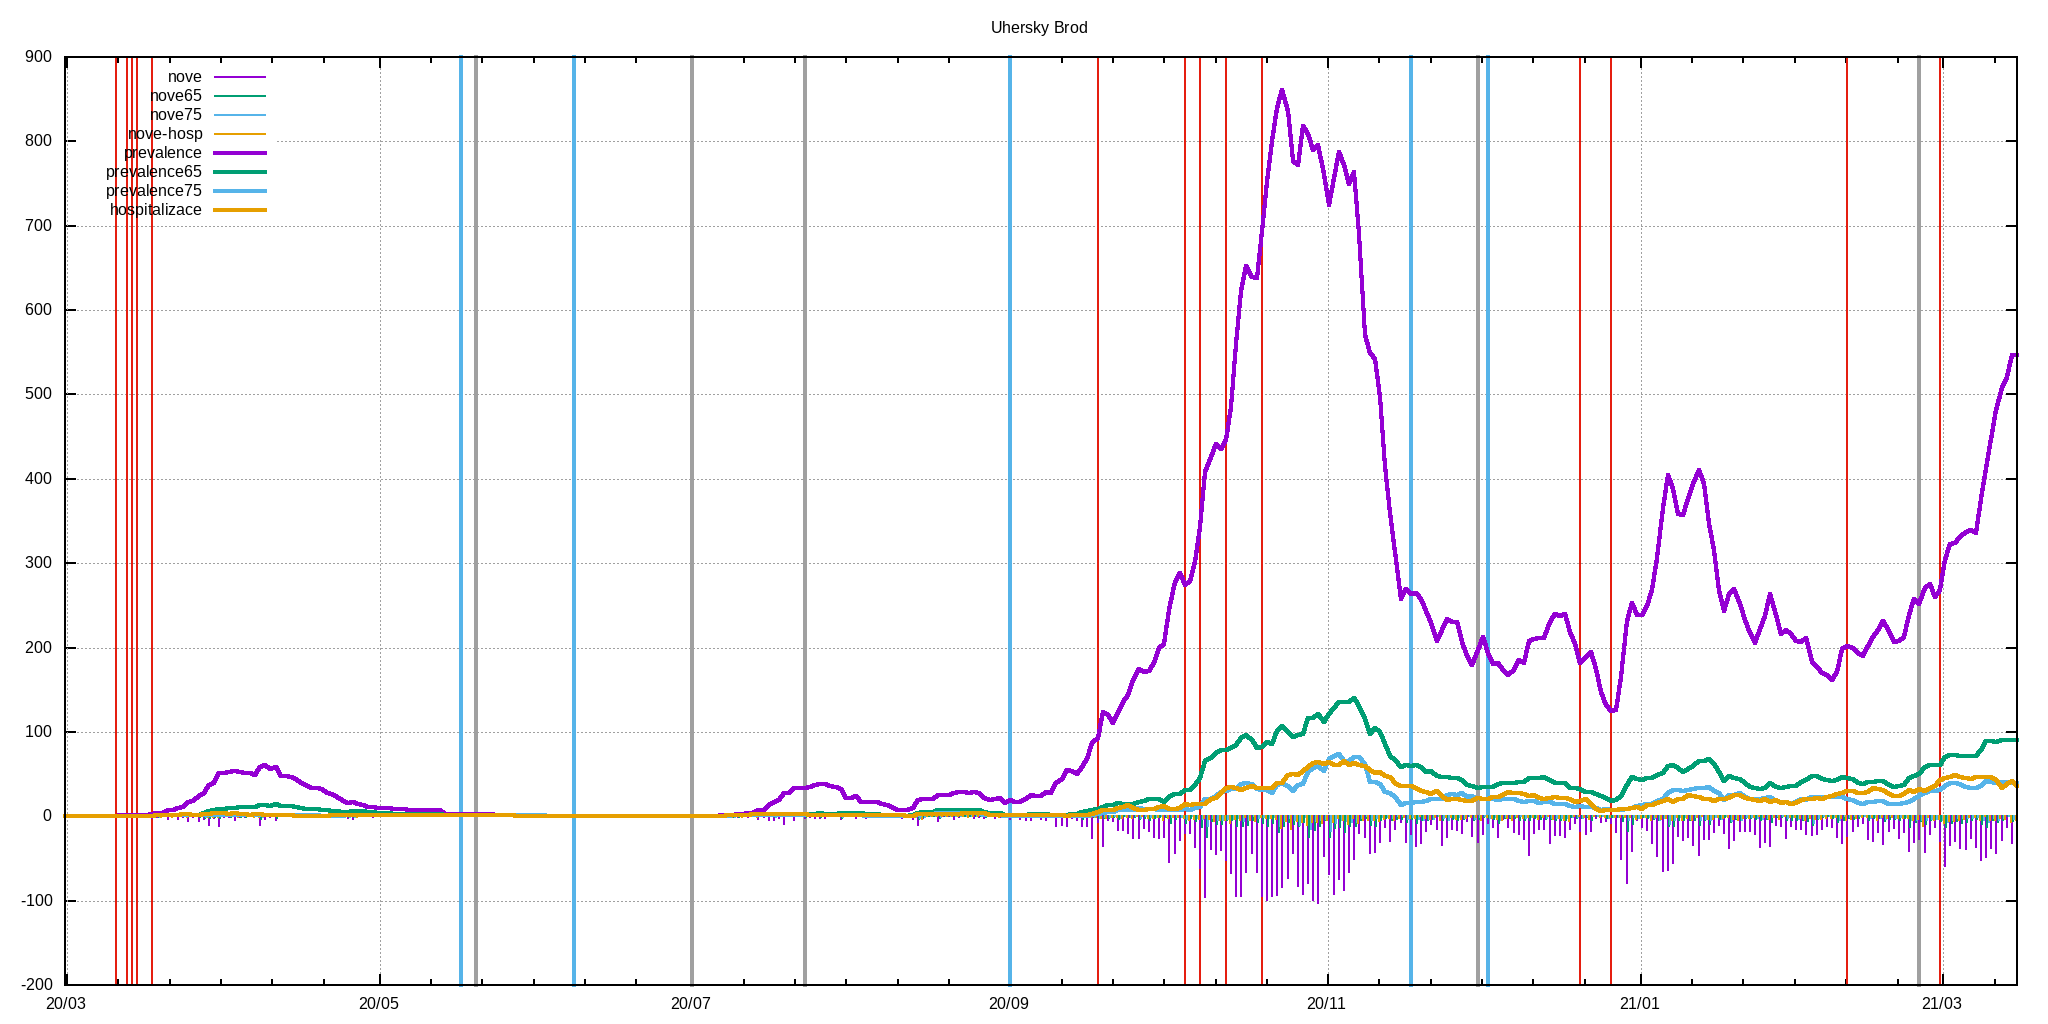 Uhersky Brod
900
800
700
600
500
400
300
200
100
0
-100
-200
nove
nove65
nove75
nove-hosp
prevalence
prevalence65
prevalence75
hospitalizace
20/03 20/05 20/07 20/09 20/11 21/01 21/03